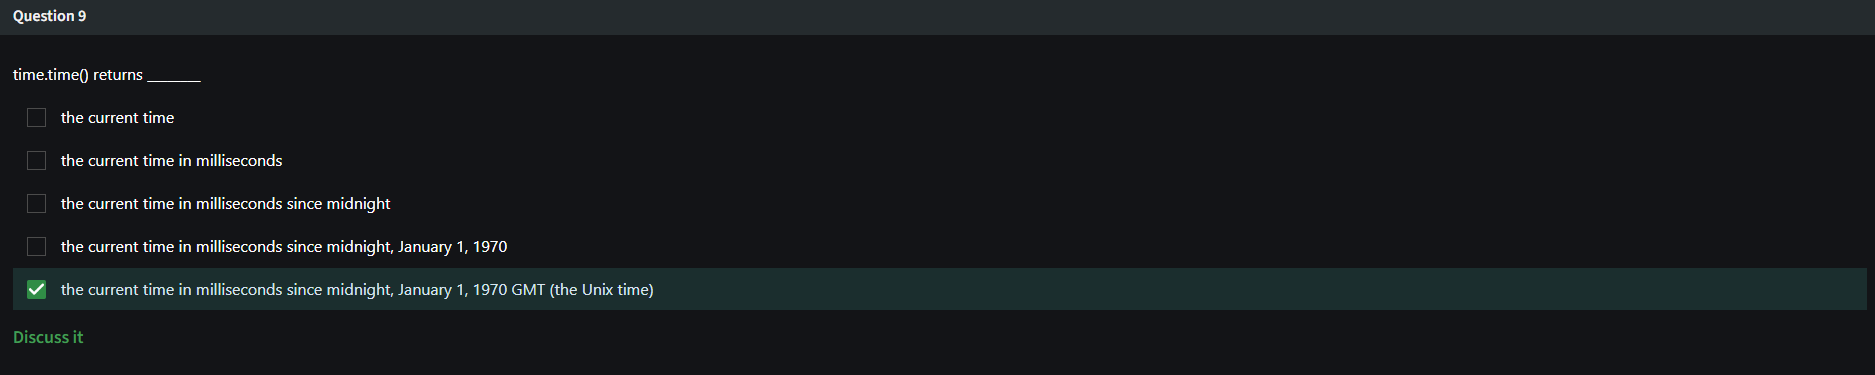 Question 9
time.time() returns ________
the current time
the current time in milliseconds
the current time in milliseconds since midnight
the current time in milliseconds since midnight, January 1, 1970
the current time in milliseconds since midnight, January 1, 1970 GMT (the Unix time)
Discuss it